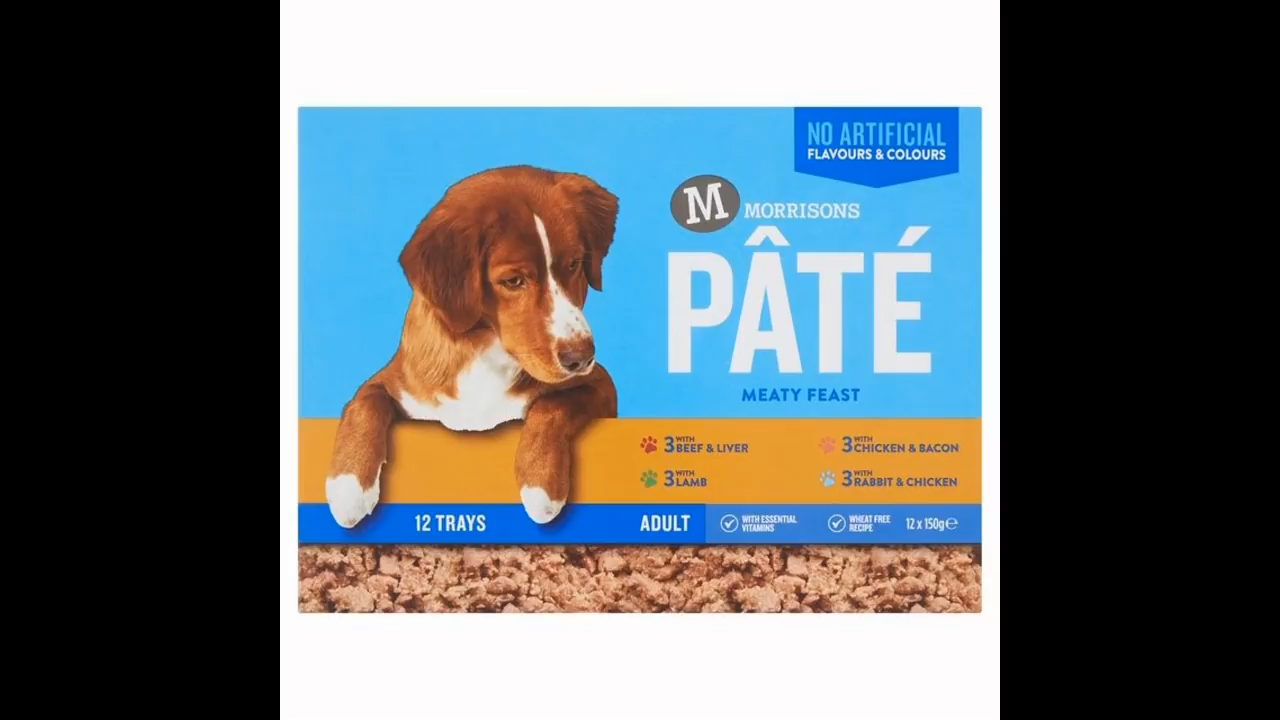 NO ARTIFICIAL
FLAVOURS & COLOURS
M MORRISONS
PÂTÉ
MEATY FEAST
3 WITH BEEF & LIVER
3 WITH CHICKEN & BACON
3 WITH LAMB
3 WITH RABBIT & CHICKEN
12 TRAYS
ADULT
WITH ESSENTIAL
VITAMINS
WHEAT FREE
RECIPE
12 x 150g℮